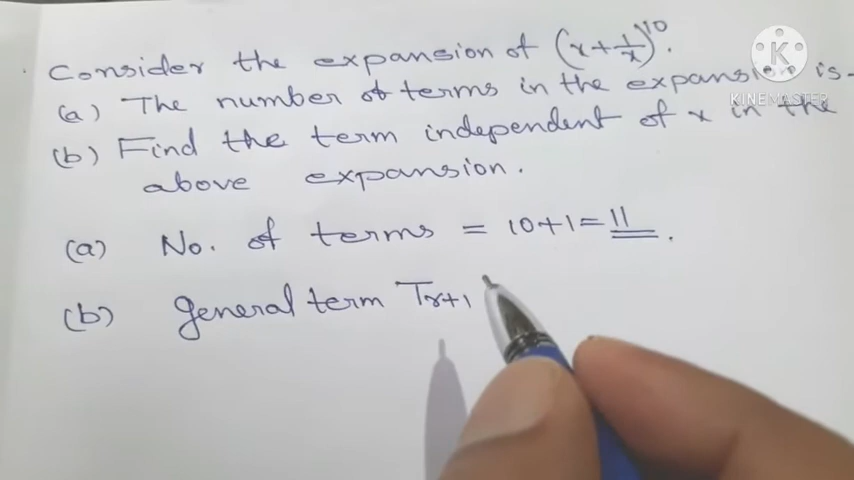 Consider the expansion of (x + 1/x)^10.
(a) The number of terms in the expansion is-
(b) Find the term independent of x in the
above expansion.
(a) No. of terms = 10+1 = 11.
(b) general term Tr+1
K
KINEMASTER